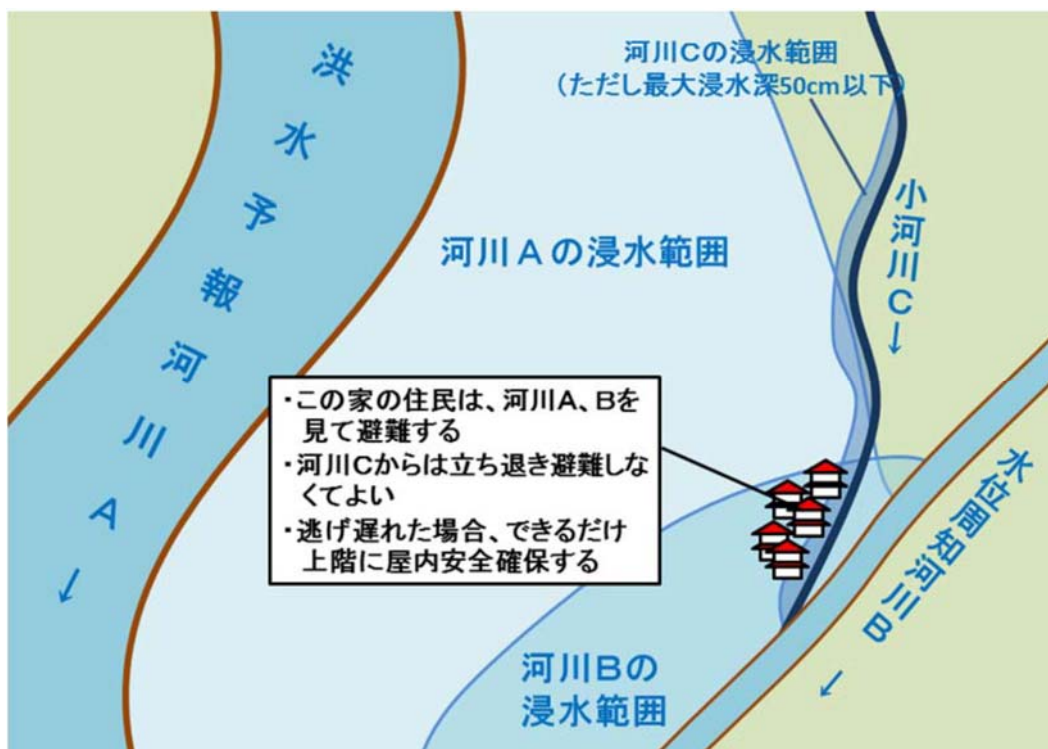 洪水予報河川A
↓
河川Cの浸水範囲
(ただし最大浸水深50cm以下)
小河川C→
河川Aの浸水範囲
・この家の住民は、河川A、Bを
見て避難する
・河川Cからは立ち退き避難しな
くてよい
・逃げ遅れた場合、できるだけ
上階に屋内安全確保する
水位周知河川B
↓
河川Bの
浸水範囲